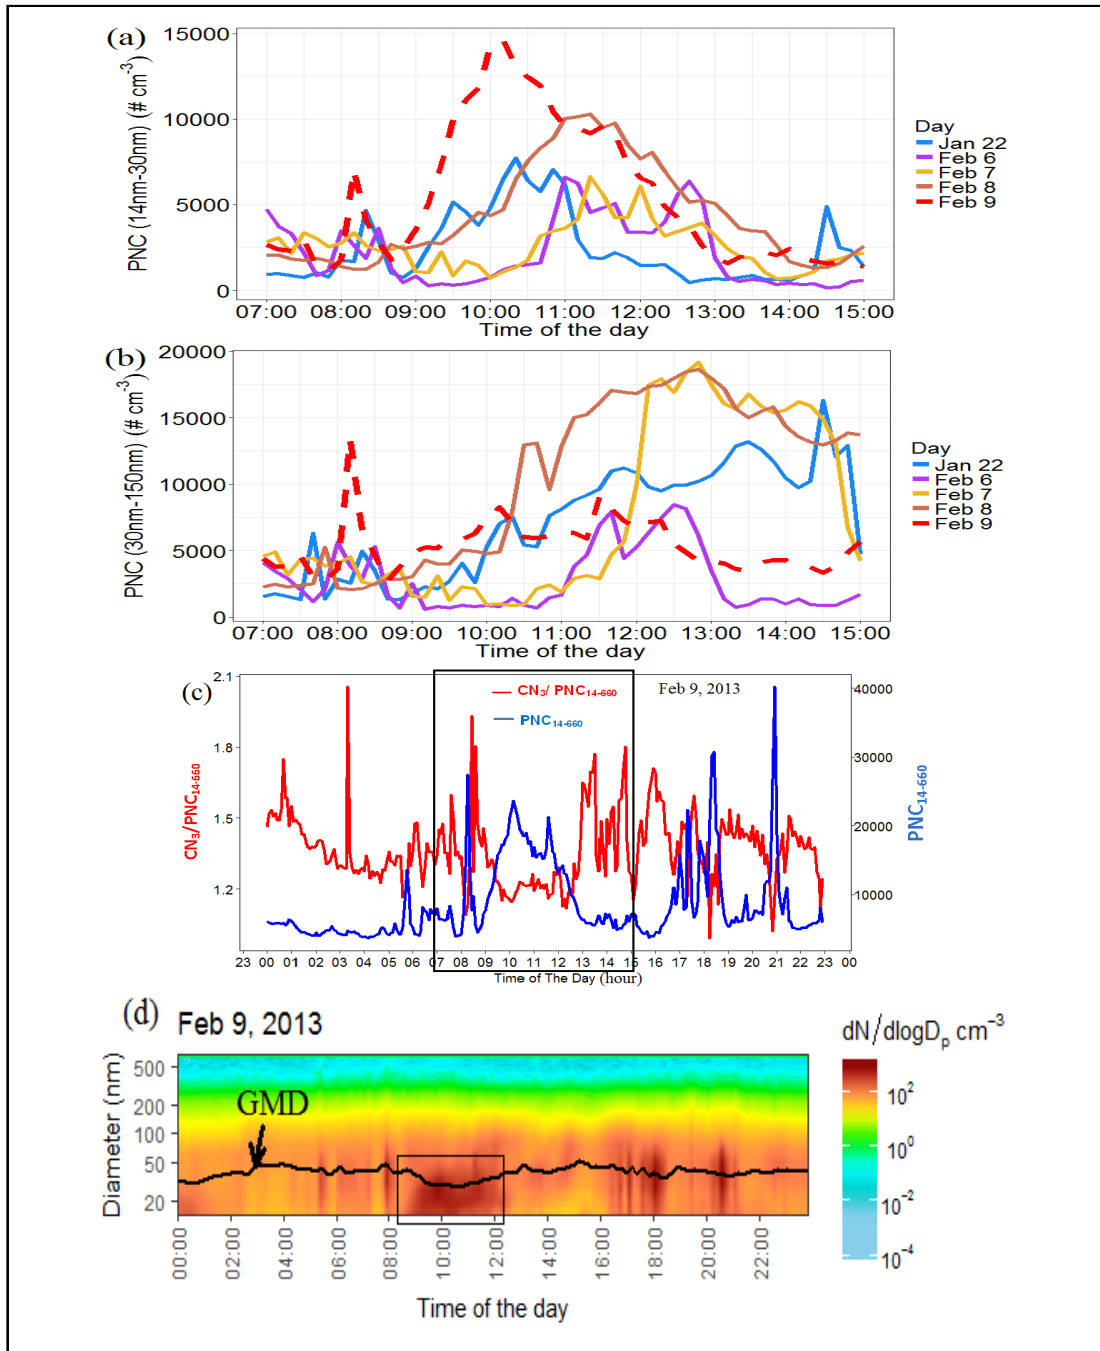 (a)
PNC (14nm-30nm) (# cm⁻³)
15000
10000
5000
0
07:00 08:00 09:00 10:00 11:00 12:00 13:00 14:00 15:00
Time of the day
Day
Jan 22
Feb 6
Feb 7
Feb 8
Feb 9
(b)
PNC (30nm-150nm) (# cm⁻³)
20000
15000
10000
5000
0
07:00 08:00 09:00 10:00 11:00 12:00 13:00 14:00 15:00
Time of the day
Day
Jan 22
Feb 6
Feb 7
Feb 8
Feb 9
(c)
CN₃/ PNC₁₄₋₆₆₀
PNC₁₄₋₆₆₀
Feb 9, 2013
CN₃/PNC₁₄₋₆₆₀
2.1
1.8
1.5
1.2
40000
30000
20000
10000
PNC₁₄₋₆₆₀
23 00 01 02 03 04 05 06 07 08 09 10 11 12 13 14 15 16 17 18 19 20 21 22 23 00
Time of The Day (hour)
(d) Feb 9, 2013
Diameter (nm)
500
200
100
50
20
GMD
00:00 02:00 04:00 06:00 08:00 10:00 12:00 14:00 16:00 18:00 20:00 22:00
Time of the day
dN/dlogDₚ cm⁻³
10²
10⁰
10⁻²
10⁻⁴